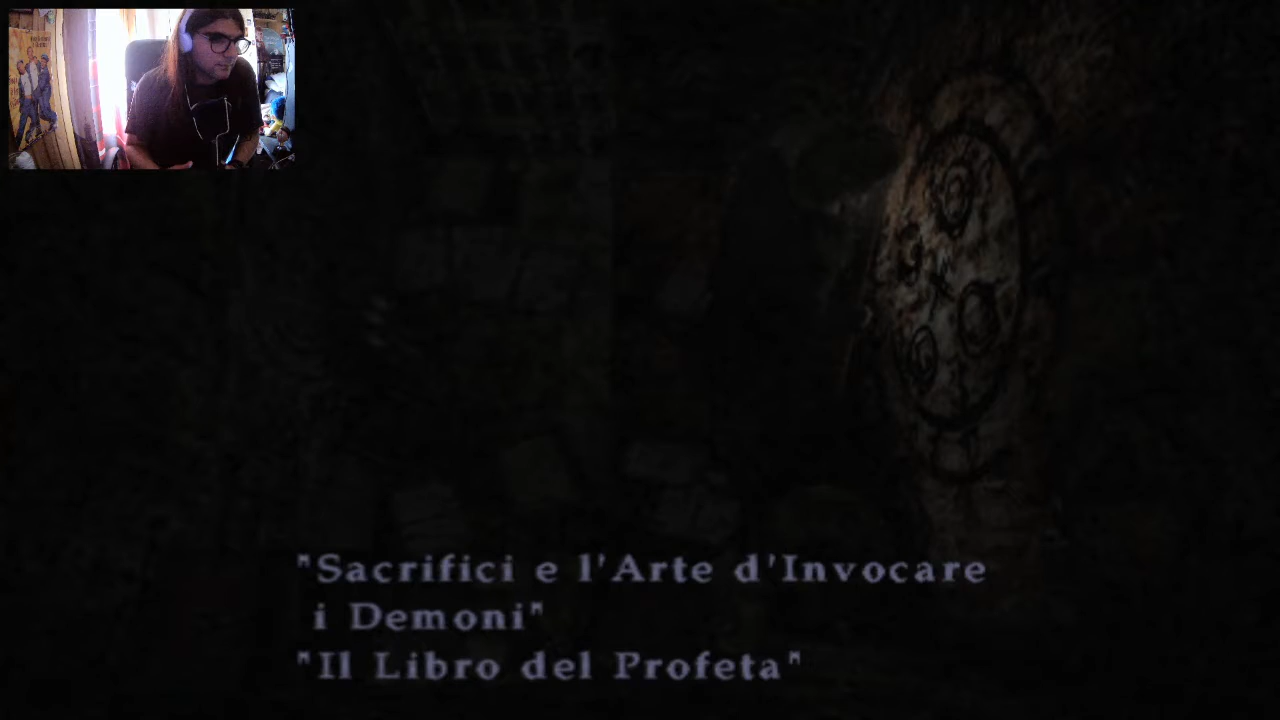 "Sacrifici e l'Arte d'Invocare
i Demoni"
"Il Libro del Profeta"